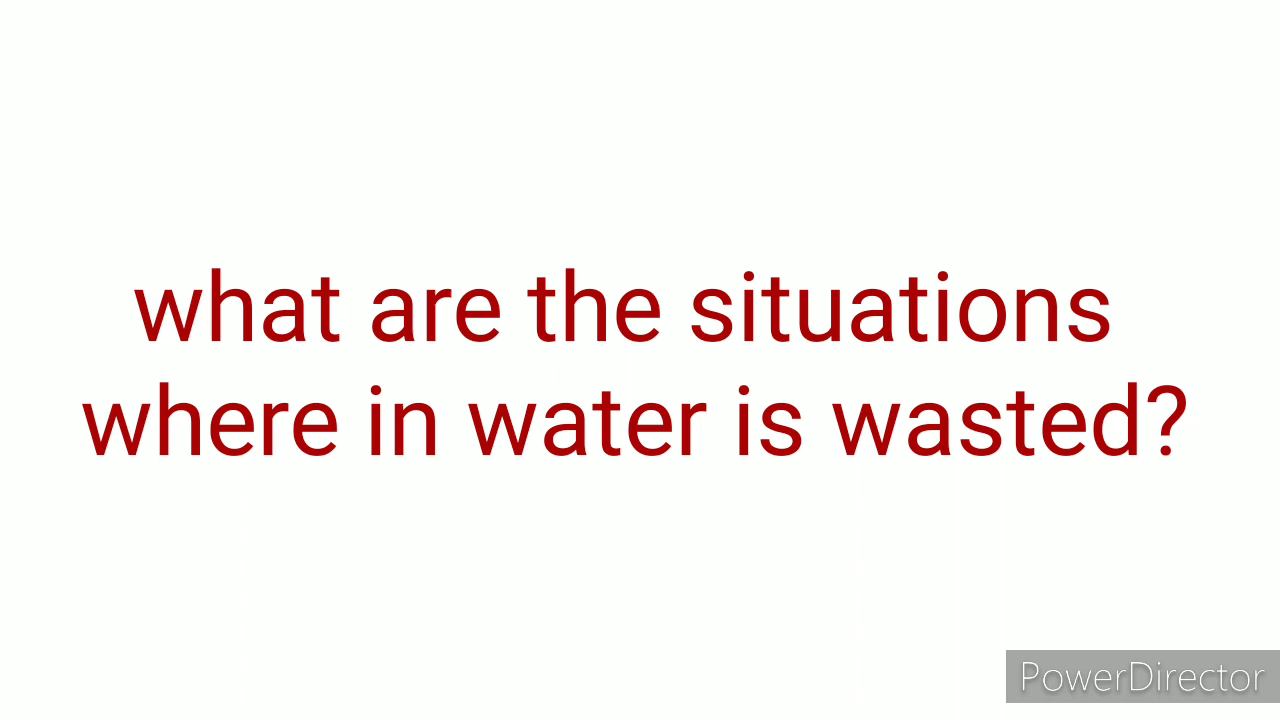 what are the situations
where in water is wasted?
PowerDirector